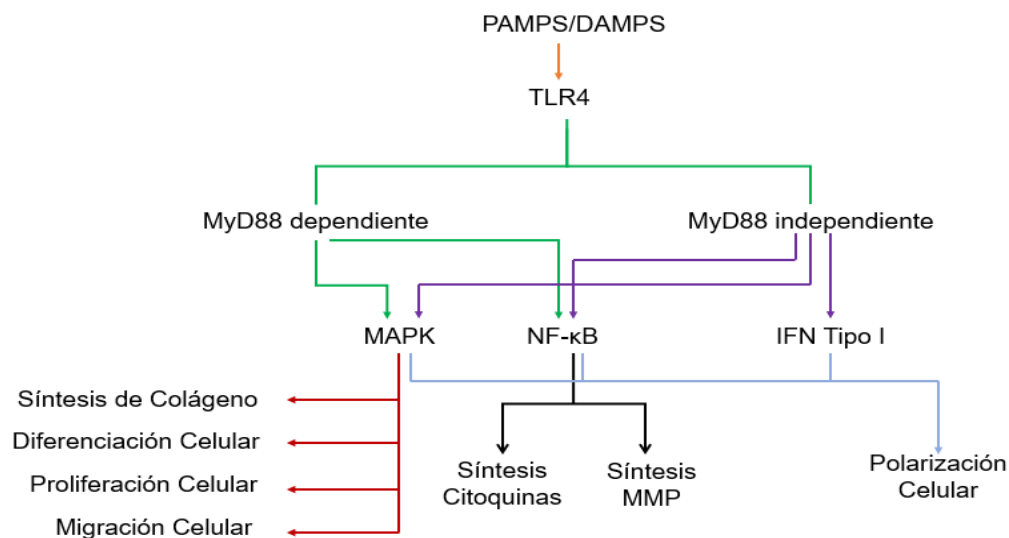 PAMPS/DAMPS
TLR4
MyD88 dependiente
MyD88 independiente
MAPK
NF-κB
IFN Tipo I
Síntesis de Colágeno
Diferenciación Celular
Proliferación Celular
Migración Celular
Síntesis
Citoquinas
Síntesis
MMP
Polarización
Celular